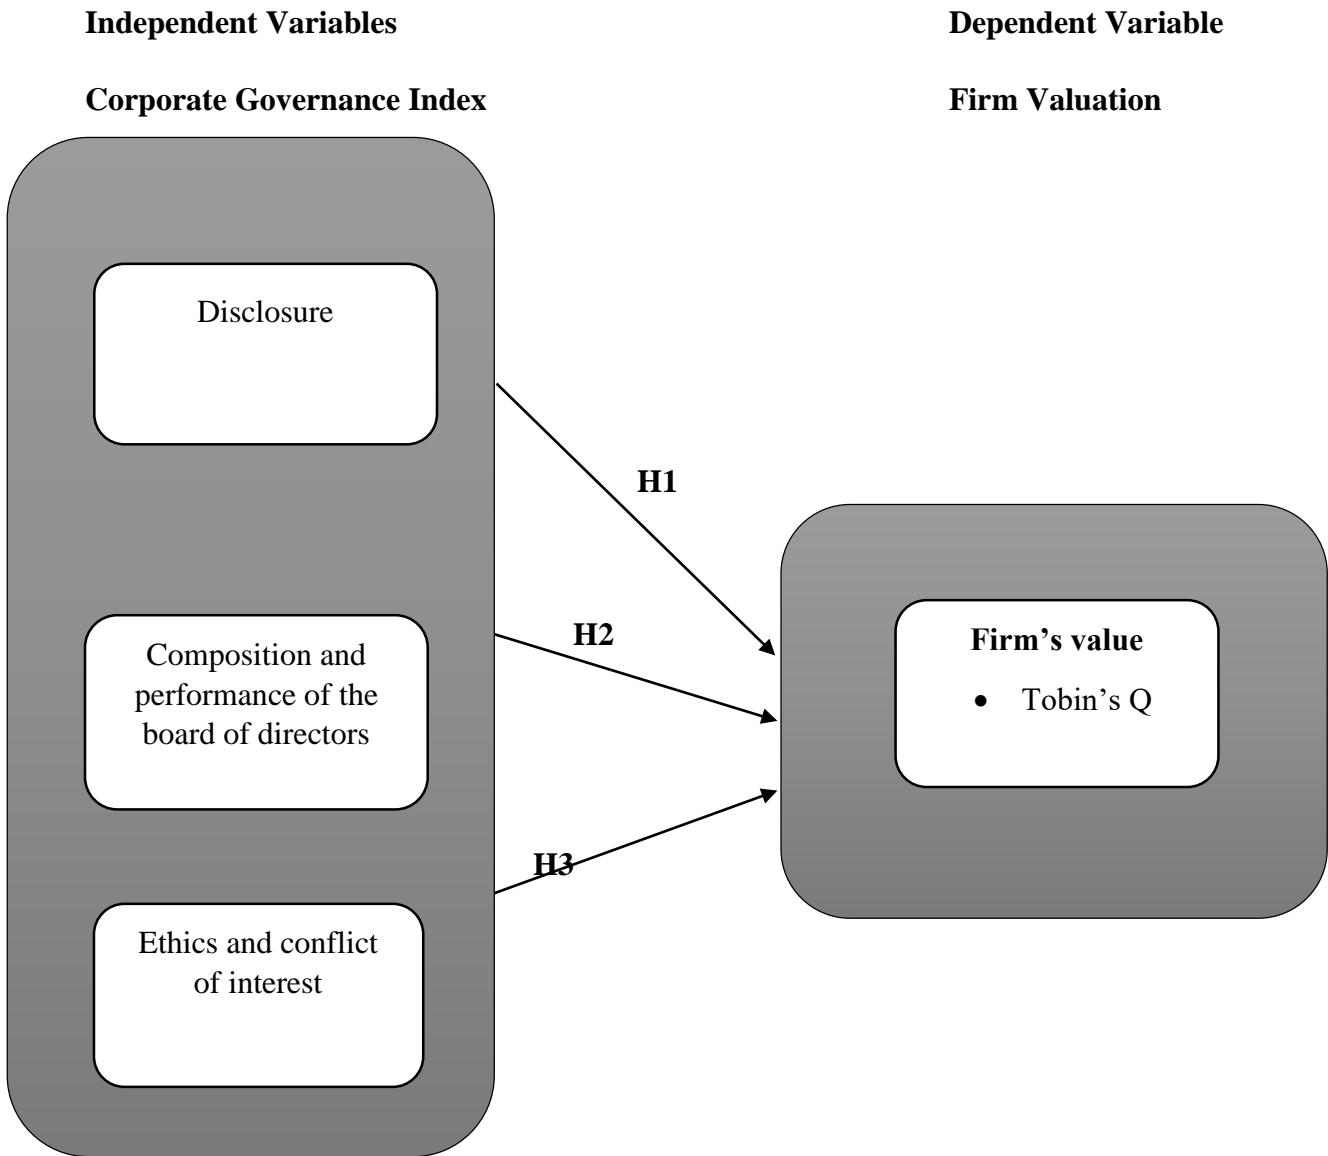 Independent Variables
Dependent Variable
Corporate Governance Index
Firm Valuation
Disclosure
H1
H2
Composition and
performance of the
board of directors
Firm’s value
• Tobin’s Q
H3
Ethics and conflict
of interest